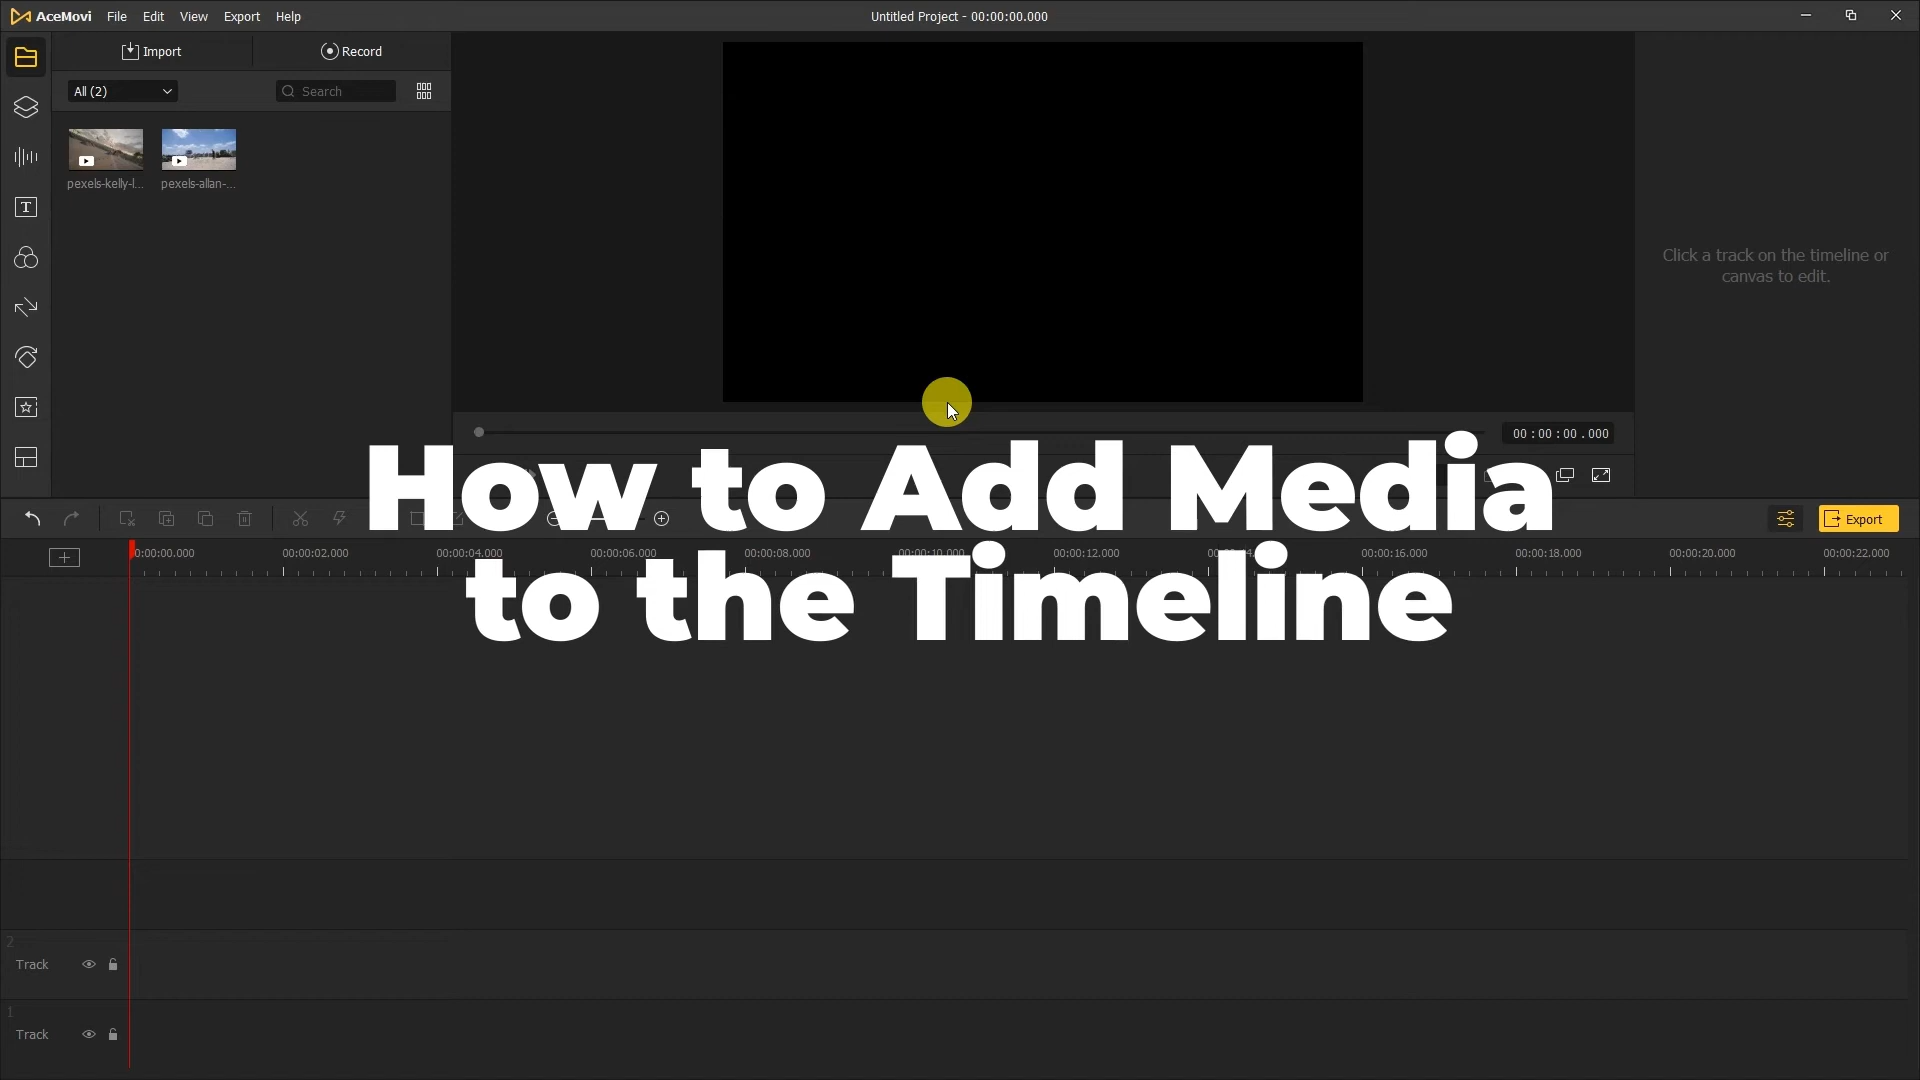 AceMovi File Edit View Export Help
Untitled Project - 00:00:00.000
Import
Record
All (2)
Search
pexels-kelly-l...
pexels-allan-...
Click a track on the timeline or
canvas to edit.
00 : 00 : 00 .000
How to Add Media
to the Timeline
Export
0:00:00.000 00:00:02.000 00:00:04.000 00:00:06.000 00:00:08.000 00:00:10.000 00:00:12.000 00:00:16.000 00:00:18.000 00:00:20.000 00:00:22.000
2
Track
1
Track